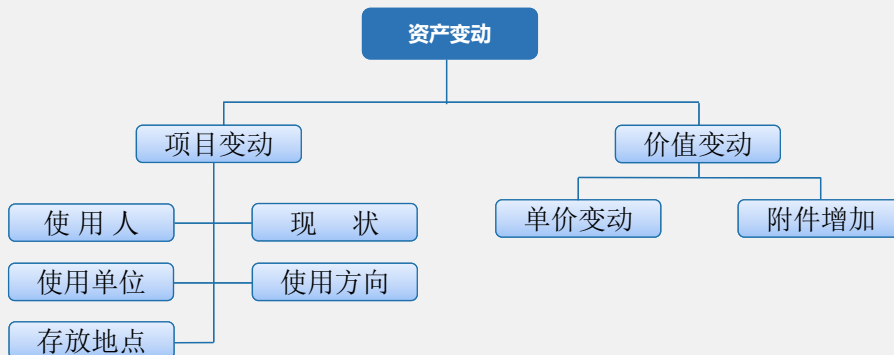 资产变动
项目变动
价值变动
使 用 人
现 状
单价变动
附件增加
使用单位
使用方向
存放地点